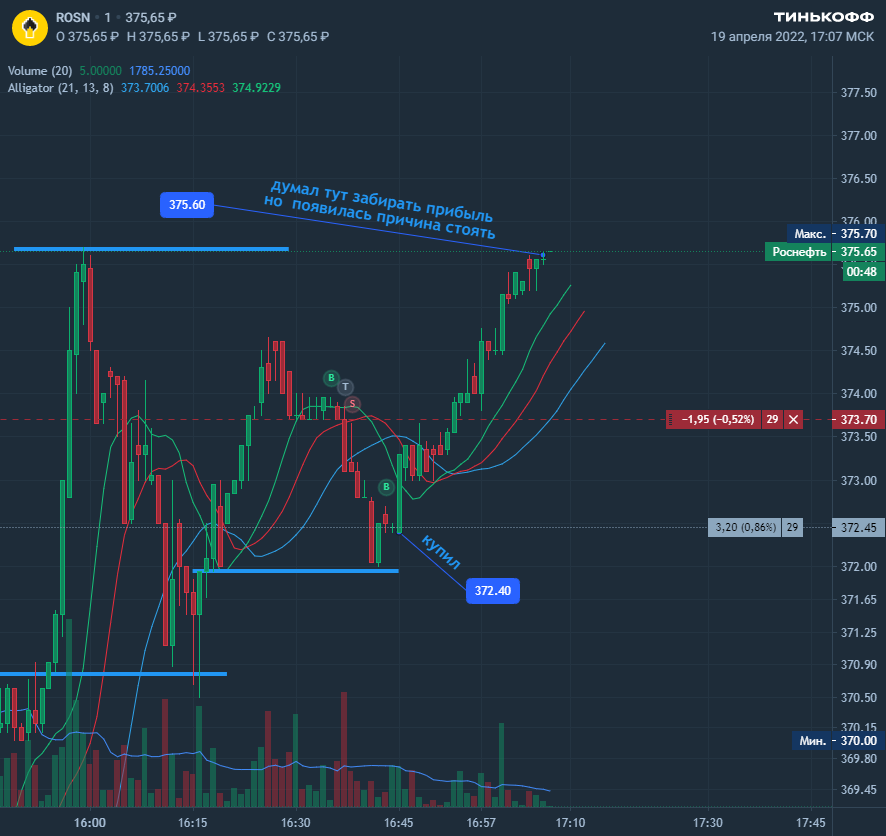 ROSN · 1 · 375,65 ₽
ТИНЬКОФФ
О 375,65 ₽ Н 375,65 ₽ L 375,65 ₽ С 375,65 ₽
19 апреля 2022, 17:07 МСК
Volume (20) 5.00000 1785.25000
Alligator (21, 13, 8) 373.7006 374.3553 374.9229
377.50
377.00
376.50
думал тут забирать прибыль
но появилась причина стоять
375.60
376.00
Макс. 375.70
Роснефть 375.65
00:48
375.00
374.50
374.00
B
T
S
−1,95 (−0,52%) 29 ✕ 373.70
373.50
373.00
B
3,20 (0,86%) 29 372.45
купил
372.40
372.00
371.65
371.25
370.90
370.50
370.15
Мин. 370.00
369.80
369.45
16:00 16:15 16:30 16:45 16:57 17:10 17:30 17:45